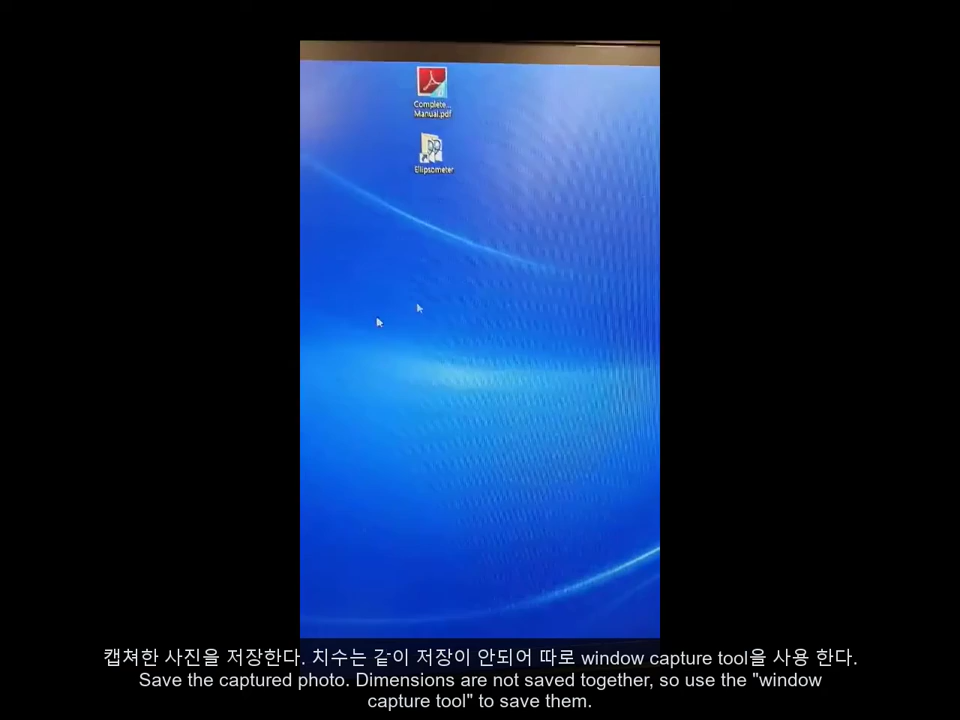 Complete...
Manual.pdf
Ellipsometer
캡쳐한 사진을 저장한다. 치수는 같이 저장이 안되어 따로 window capture tool을 사용 한다.
Save the captured photo. Dimensions are not saved together, so use the "window
capture tool" to save them.